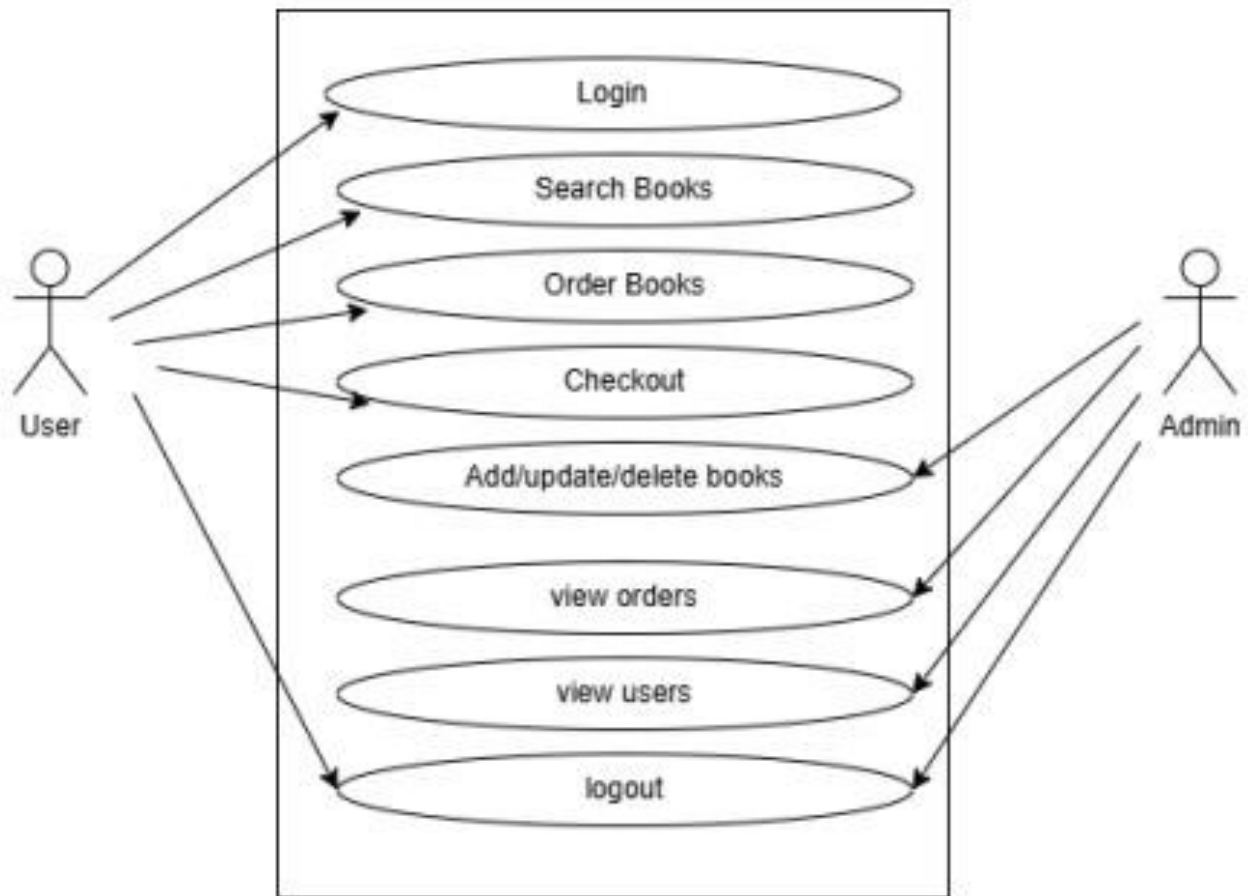 Login
Search Books
Order Books
Checkout
User
Admin
Add/update/delete books
view orders
view users
logout